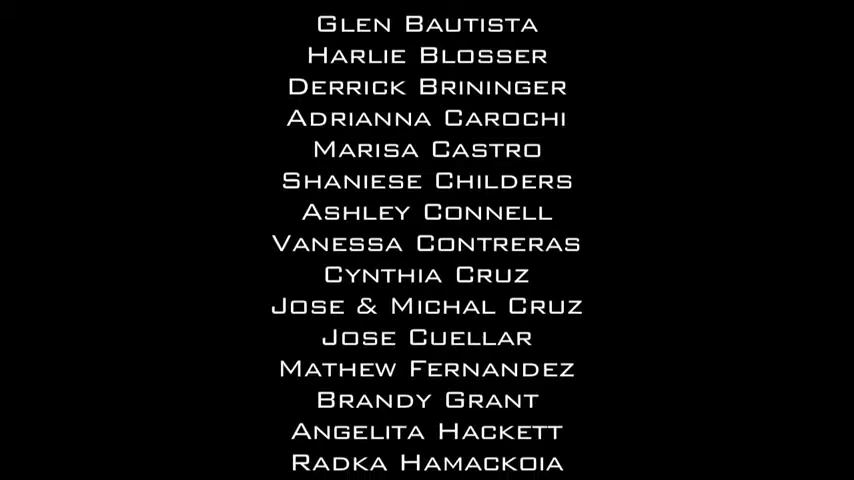 Glen Bautista
Harlie Blosser
Derrick Brininger
Adrianna Carochi
Marisa Castro
Shaniese Childers
Ashley Connell
Vanessa Contreras
Cynthia Cruz
Jose & Michal Cruz
Jose Cuellar
Mathew Fernandez
Brandy Grant
Angelita Hackett
Radka Hamackoia